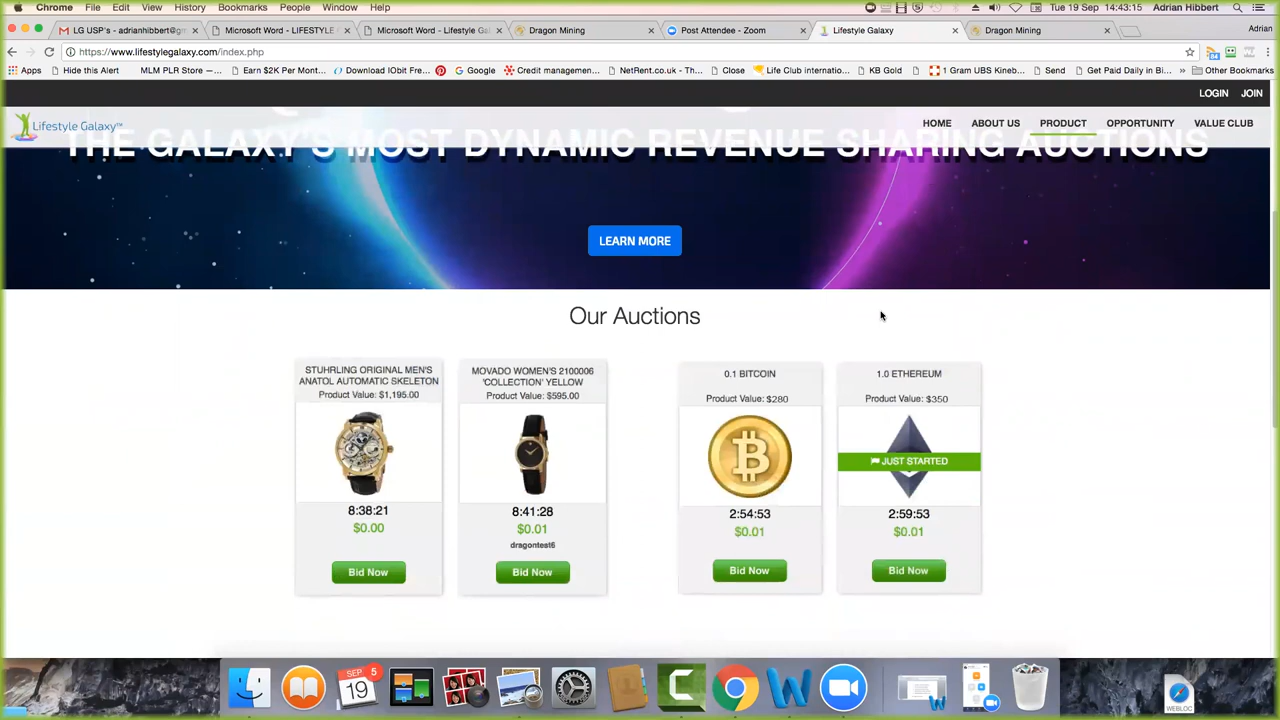 Chrome File Edit View History Bookmarks People Window Help Tue 19 Sep 14:43:15 Adrian Hibbert
LG USP's - adrianhibbert@gm Microsoft Word - LIFESTYLE Microsoft Word - Lifestyle Gal Dragon Mining Post Attendee - Zoom Lifestyle Galaxy Dragon Mining Adrian
https://www.lifestylegalaxy.com/index.php
Apps Hide this Alert MLM PLR Store —... Earn $2K Per Mont... Download IObit Fre... Google Credit managemen... NetRent.co.uk - Th... Close Life Club internatio... KB Gold 1 Gram UBS Kineb... Send Get Paid Daily in Bi... » Other Bookmarks
LOGIN JOIN
Lifestyle Galaxy™ HOME ABOUT US PRODUCT OPPORTUNITY VALUE CLUB
THE GALAXY'S MOST DYNAMIC REVENUE SHARING AUCTIONS
LEARN MORE
Our Auctions
STUHRLING ORIGINAL MEN'S
ANATOL AUTOMATIC SKELETON
Product Value: $1,195.00
8:38:21
$0.00
Bid Now
MOVADO WOMEN'S 2100006
'COLLECTION' YELLOW
Product Value: $595.00
8:41:28
$0.01
dragontest6
Bid Now
0.1 BITCOIN
Product Value: $280
2:54:53
$0.01
Bid Now
1.0 ETHEREUM
Product Value: $350
JUST STARTED
2:59:53
$0.01
Bid Now
SEP 5
19
WEBLOC